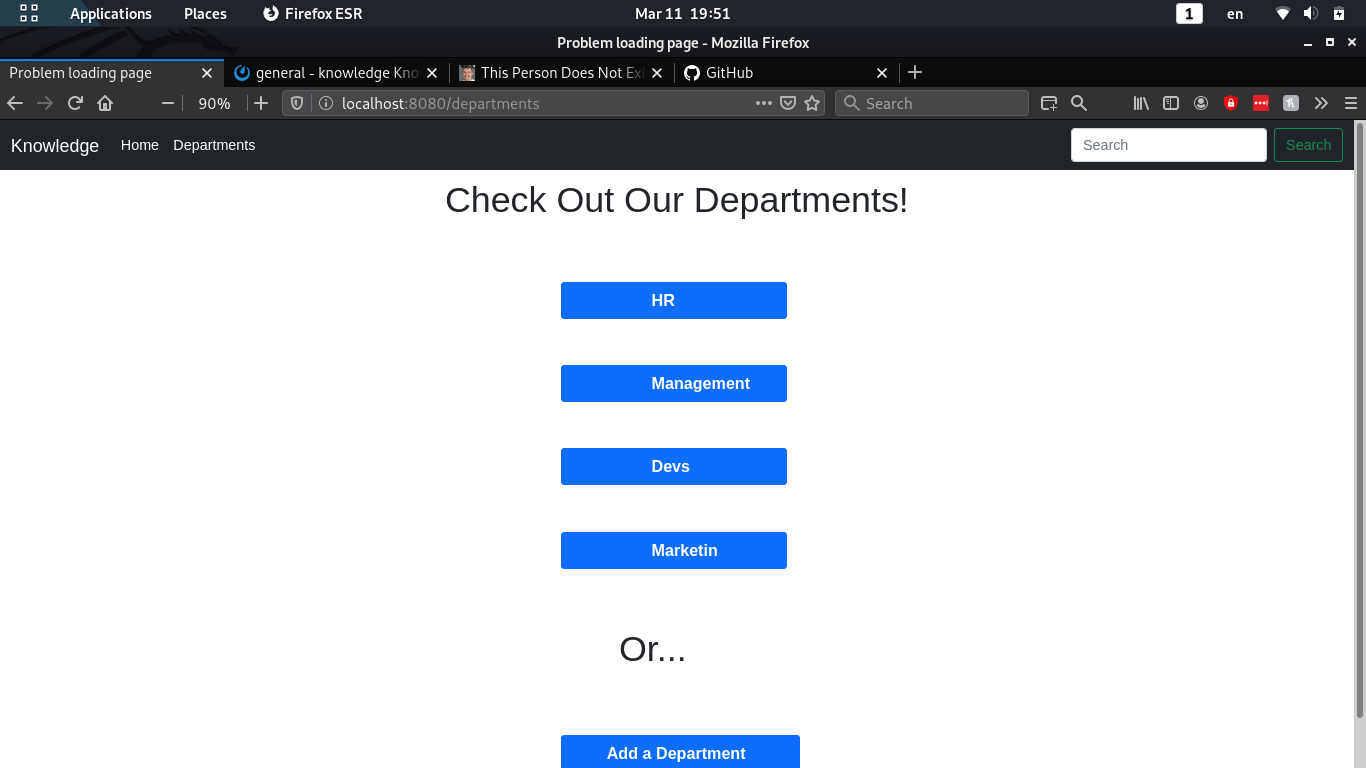 Applications Places Firefox ESR Mar 11 19:51 1 en
Problem loading page - Mozilla Firefox
Problem loading page general - knowledge Kno This Person Does Not Exi GitHub
90% localhost:8080/departments Search
Knowledge Home Departments Search Search
Check Out Our Departments!
HR
Management
Devs
Marketin
Or...
Add a Department